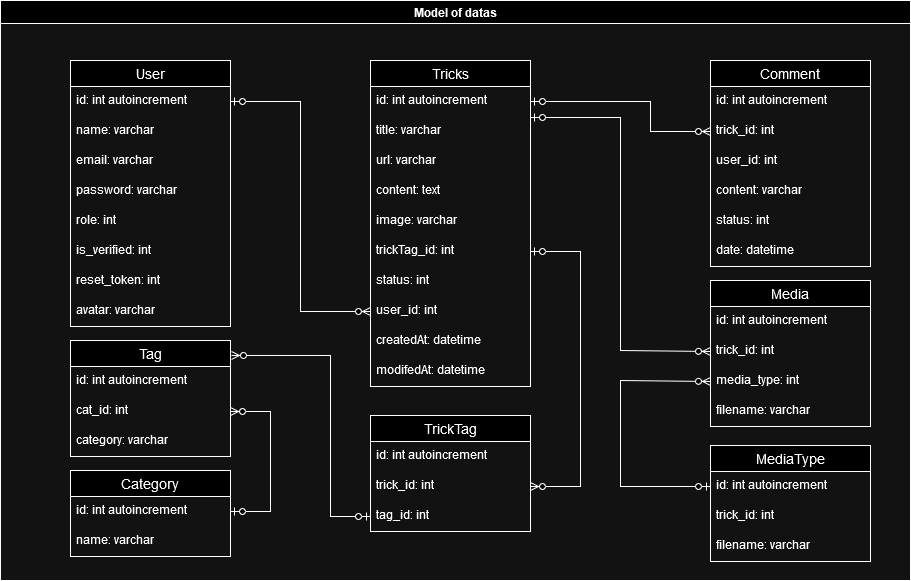 Model of datas
User
id: int autoincrement
name: varchar
email: varchar
password: varchar
role: int
is_verified: int
reset_token: int
avatar: varchar
Tag
id: int autoincrement
cat_id: int
category: varchar
Category
id: int autoincrement
name: varchar
Tricks
id: int autoincrement
title: varchar
url: varchar
content: text
image: varchar
trickTag_id: int
status: int
user_id: int
createdAt: datetime
modifedAt: datetime
TrickTag
id: int autoincrement
trick_id: int
tag_id: int
Comment
id: int autoincrement
trick_id: int
user_id: int
content: varchar
status: int
date: datetime
Media
id: int autoincrement
trick_id: int
media_type: int
filename: varchar
MediaType
id: int autoincrement
trick_id: int
filename: varchar